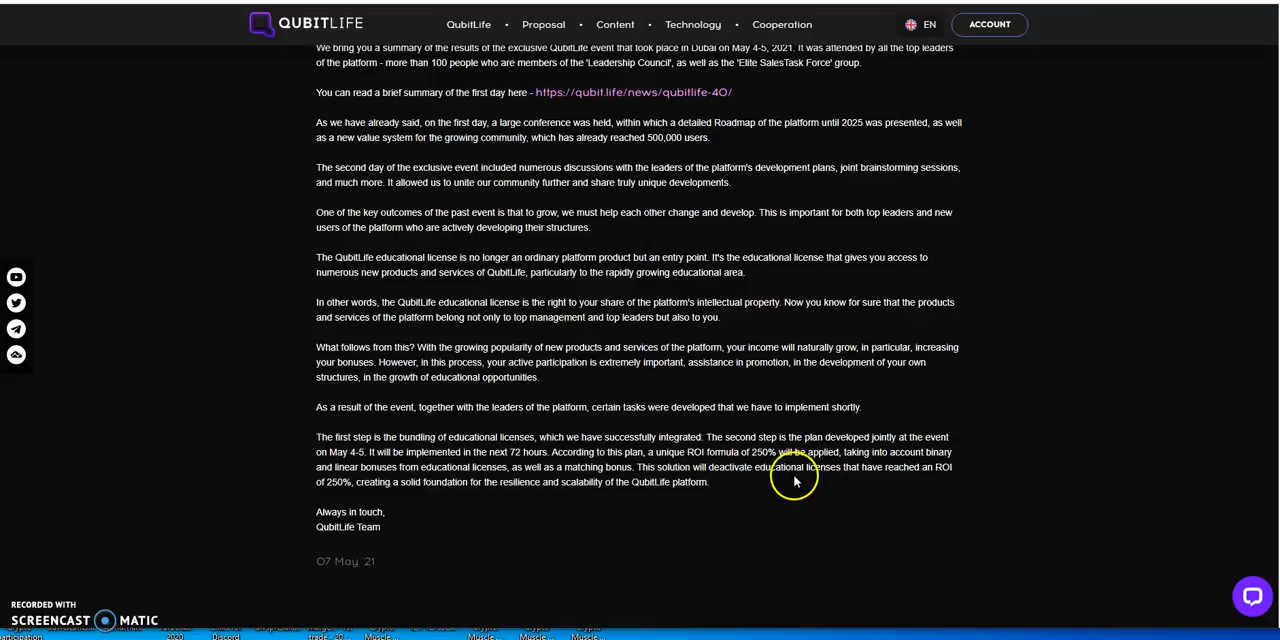 QUBITLIFE
QubitLife • Proposal • Content • Technology • Cooperation
EN
ACCOUNT
We bring you a summary of the results of the exclusive QubitLife event that took place in Dubai on May 4-5, 2021. It was attended by all the top leaders
of the platform - more than 100 people who are members of the 'Leadership Council', as well as the 'Elite SalesTask Force' group.
You can read a brief summary of the first day here - https://qubit.life/news/qubitlife-40/
As we have already said, on the first day, a large conference was held, within which a detailed Roadmap of the platform until 2025 was presented, as well
as a new value system for the growing community, which has already reached 500,000 users.
The second day of the exclusive event included numerous discussions with the leaders of the platform's development plans, joint brainstorming sessions,
and much more. It allowed us to unite our community further and share truly unique developments.
One of the key outcomes of the past event is that to grow, we must help each other change and develop. This is important for both top leaders and new
users of the platform who are actively developing their structures.
The QubitLife educational license is no longer an ordinary platform product but an entry point. It's the educational license that gives you access to
numerous new products and services of QubitLife, particularly to the rapidly growing educational area.
In other words, the QubitLife educational license is the right to your share of the platform's intellectual property. Now you know for sure that the products
and services of the platform belong not only to top management and top leaders but also to you.
What follows from this? With the growing popularity of new products and services of the platform, your income will naturally grow, in particular, increasing
your bonuses. However, in this process, your active participation is extremely important, assistance in promotion, in the development of your own
structures, in the growth of educational opportunities.
As a result of the event, together with the leaders of the platform, certain tasks were developed that we have to implement shortly.
The first step is the bundling of educational licenses, which we have successfully integrated. The second step is the plan developed jointly at the event
on May 4-5. It will be implemented in the next 72 hours. According to this plan, a unique ROI formula of 250% will be applied, taking into account binary
and linear bonuses from educational licenses, as well as a matching bonus. This solution will deactivate educational licenses that have reached an ROI
of 250%, creating a solid foundation for the resilience and scalability of the QubitLife platform.
Always in touch,
QubitLife Team
07 May '21
RECORDED WITH
SCREENCAST MATIC
participation
2020
Discord
trade - 20...
Muscle ...
Muscle ...
Muscle ...